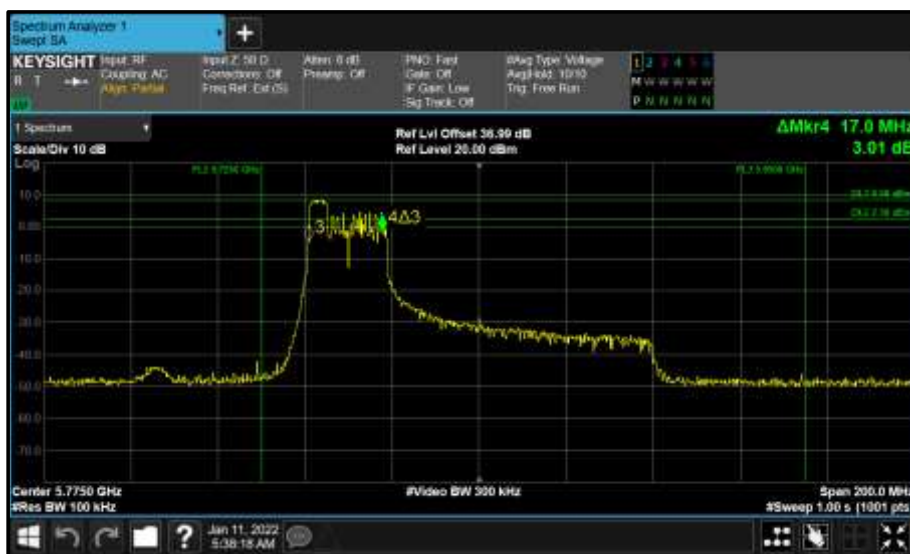 Spectrum Analyzer 1
Swept SA
+
KEYSIGHT
R T
Input: RF
Coupling: AC
Align: Partial
Input Z: 50 Ω
Corrections: Off
Freq Ref: Ext (S)
Atten: 0 dB
Preamp: Off
PNO: Fast
Gate: Off
IF Gain: Low
Sig Track: Off
#Avg Type: Voltage
Avg|Hold: 10/10
Trig: Free Run
1 2 3 4 5 6
M W W W W W
P N N N N N
1 Spectrum
Scale/Div 10 dB
Log
Ref Lvl Offset 36.99 dB
Ref Level 20.00 dBm
ΔMkr4 17.0 MHz
3.01 dB
10.0
0.00
-10.0
-20.0
-30.0
-40.0
-50.0
-60.0
-70.0
3
4Δ3
Center 5.7750 GHz
#Res BW 100 kHz
#Video BW 300 kHz
Span 200.0 MHz
#Sweep 1.00 s (1001 pts)
?
Jan 11, 2022
5:38:18 AM